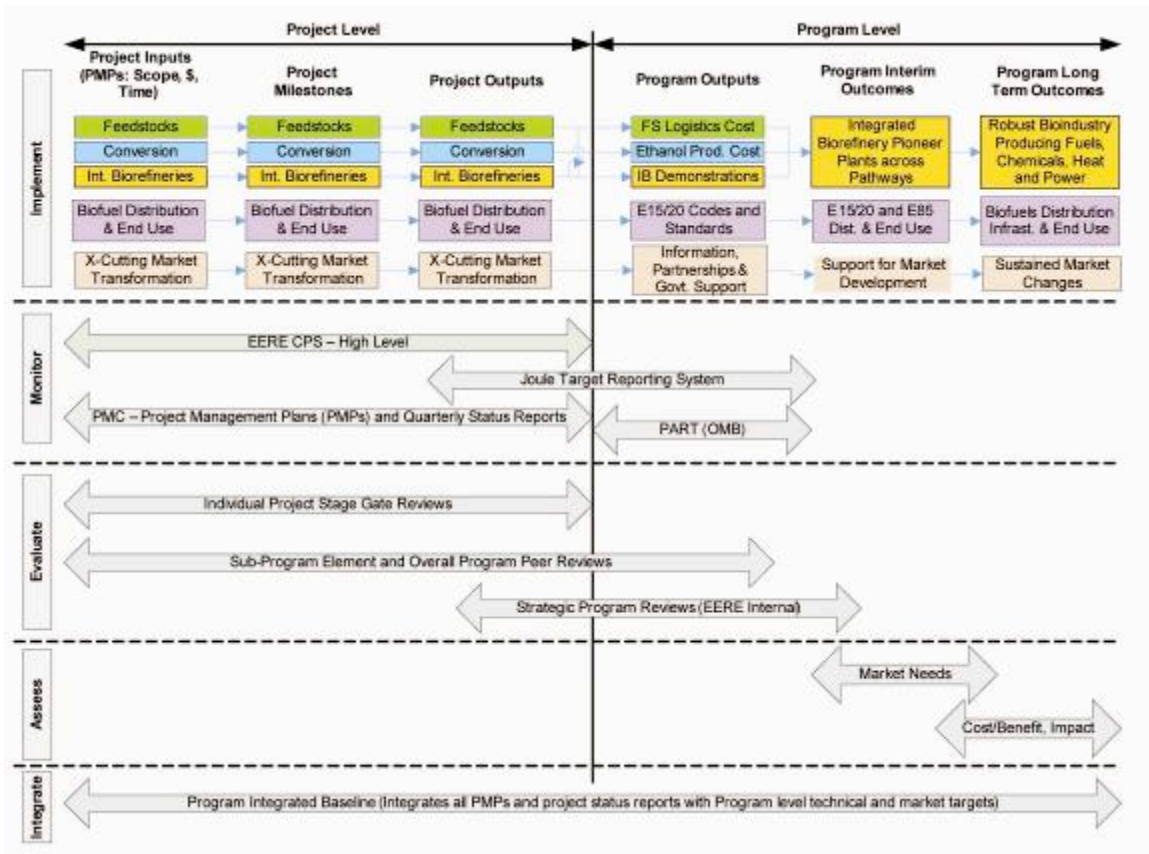 Project Level
Program Level
Project Inputs
(PMPs: Scope, $,
Time)
Project
Milestones
Project Outputs
Program Outputs
Program Interim
Outcomes
Program Long
Term Outcomes
Implement
Feedstocks
Feedstocks
Feedstocks
FS Logistics Cost
Conversion
Conversion
Conversion
Ethanol Prod. Cost
Int. Biorefineries
Int. Biorefineries
Int. Biorefineries
IB Demonstrations
Integrated
Biorefinery Pioneer
Plants across
Pathways
Robust Bioindustry
Producing Fuels,
Chemicals, Heat
and Power
Biofuel Distribution
& End Use
Biofuel Distribution
& End Use
Biofuel Distribution
& End Use
E15/20 Codes and
Standards
E15/20 and E85
Dist. & End Use
Biofuels Distribution
Infrast. & End Use
X-Cutting Market
Transformation
X-Cutting Market
Transformation
X-Cutting Market
Transformation
Information,
Partnerships &
Govt. Support
Support for Market
Development
Sustained Market
Changes
Monitor
EERE CPS – High Level
Joule Target Reporting System
PMC – Project Management Plans (PMPs) and Quarterly Status Reports
PART (OMB)
Evaluate
Individual Project Stage Gate Reviews
Sub-Program Element and Overall Program Peer Reviews
Strategic Program Reviews (EERE Internal)
Assess
Market Needs
Cost/Benefit, Impact
Integrate
Program Integrated Baseline (Integrates all PMPs and project status reports with Program level technical and market targets)